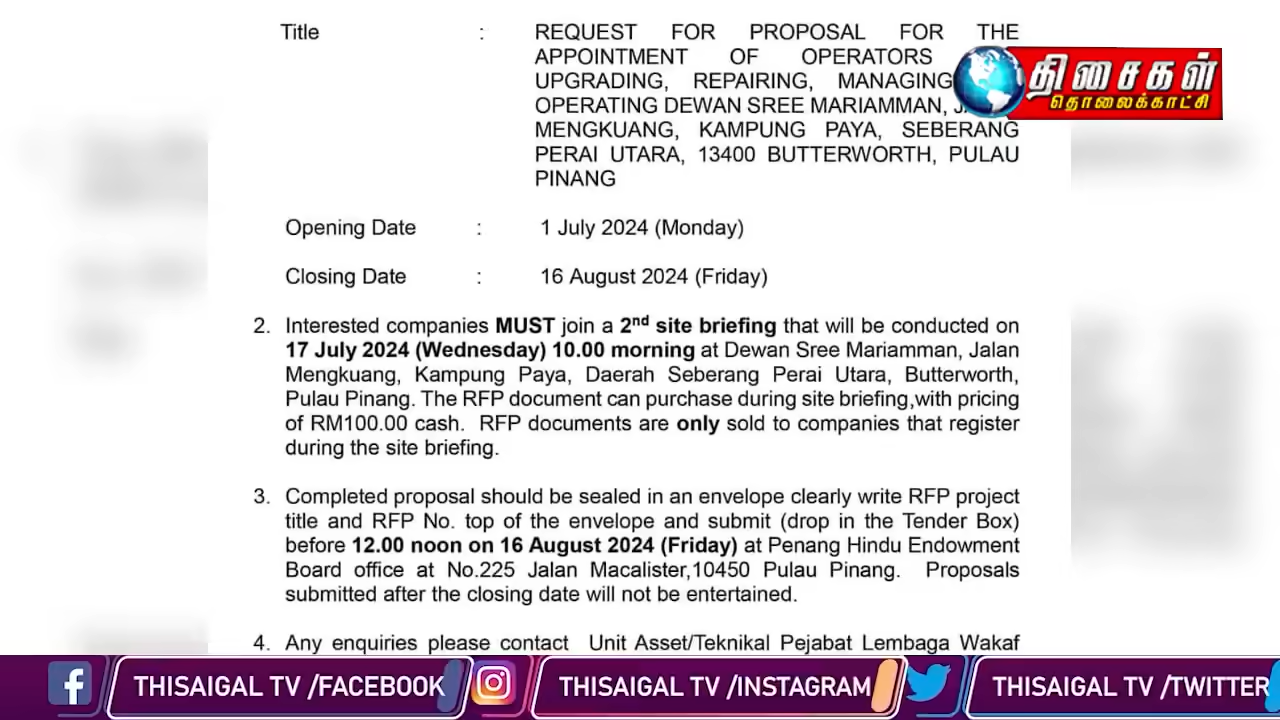 Title : REQUEST FOR PROPOSAL FOR THE
APPOINTMENT OF OPERATORS
UPGRADING, REPAIRING, MANAGING
OPERATING DEWAN SREE MARIAMMAN,
MENGKUANG, KAMPUNG PAYA, SEBERANG
PERAI UTARA, 13400 BUTTERWORTH, PULAU
PINANG
திசைகள்
தொலைக்காட்சி
Opening Date : 1 July 2024 (Monday)
Closing Date : 16 August 2024 (Friday)
2. Interested companies MUST join a 2nd site briefing that will be conducted on
17 July 2024 (Wednesday) 10.00 morning at Dewan Sree Mariamman, Jalan
Mengkuang, Kampung Paya, Daerah Seberang Perai Utara, Butterworth,
Pulau Pinang. The RFP document can purchase during site briefing,with pricing
of RM100.00 cash. RFP documents are only sold to companies that register
during the site briefing.
3. Completed proposal should be sealed in an envelope clearly write RFP project
title and RFP No. top of the envelope and submit (drop in the Tender Box)
before 12.00 noon on 16 August 2024 (Friday) at Penang Hindu Endowment
Board office at No.225 Jalan Macalister,10450 Pulau Pinang. Proposals
submitted after the closing date will not be entertained.
4. Any enquiries please contact Unit Asset/Teknikal Pejabat Lembaga Wakaf
THISAIGAL TV /FACEBOOK THISAIGAL TV /INSTAGRAM THISAIGAL TV /TWITTER